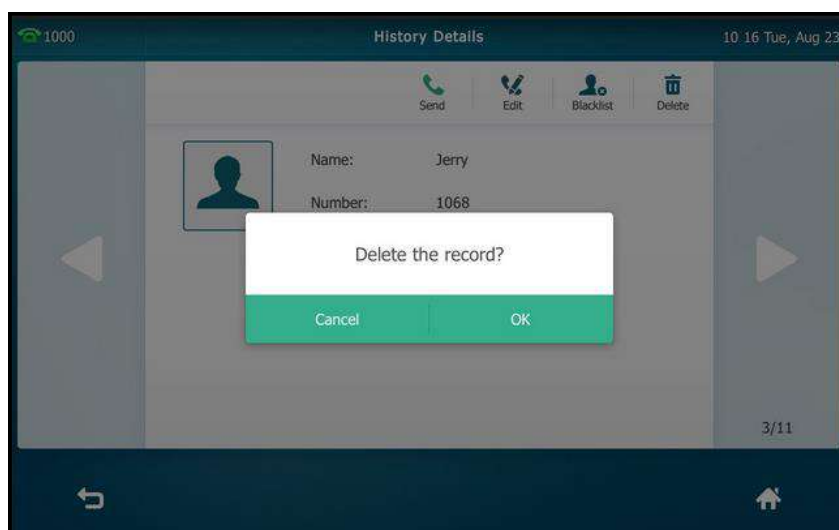 1000 History Details 10 16 Tue, Aug 23
Send Edit Blacklist Delete
Name: Jerry
Number: 1068
Delete the record?
Cancel OK
3/11